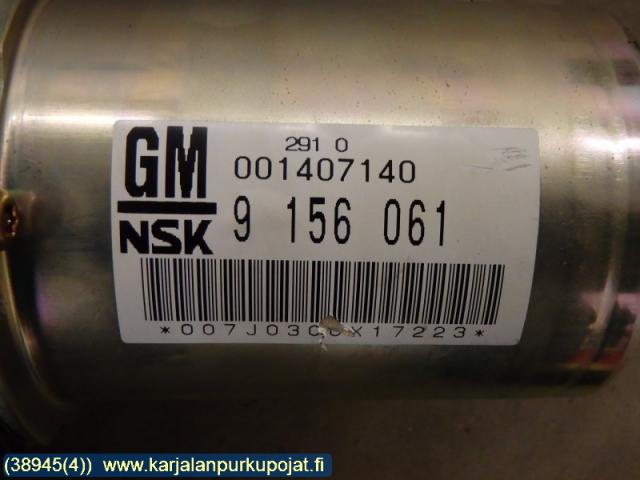 GM
NSK
291 0
001407140
9 156 061
(38945(4)) www.karjalanpurkupojat.fi